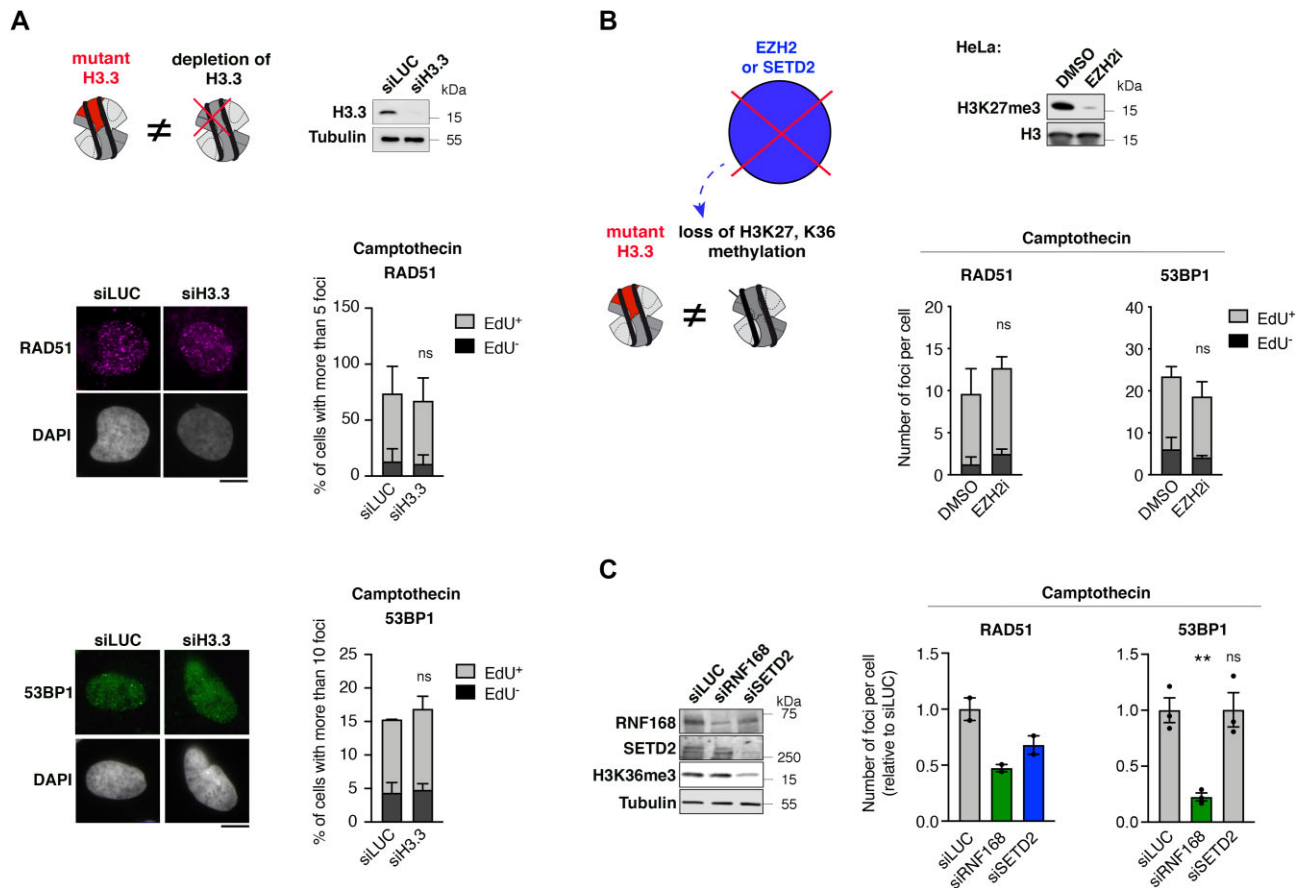 A
mutant
H3.3
≠
depletion of
H3.3
siLUC
siH3.3
kDa
H3.3
15
Tubulin
55
siLUC
siH3.3
RAD51
DAPI
Camptothecin
RAD51
% of cells with more than 5 foci
150
100
50
0
ns
EdU+
EdU-
siLUC
siH3.3
siLUC
siH3.3
53BP1
DAPI
Camptothecin
53BP1
% of cells with more than 10 foci
25
20
15
10
5
0
ns
EdU+
EdU-
siLUC
siH3.3
B
EZH2
or SETD2
mutant
H3.3
≠
loss of H3K27, K36
methylation
HeLa:
DMSO
EZH2i
kDa
H3K27me3
15
H3
15
Camptothecin
RAD51
Number of foci per cell
20
15
10
5
0
ns
DMSO
EZH2i
53BP1
40
30
20
10
0
ns
EdU+
EdU-
DMSO
EZH2i
C
siLUC
siRNF168
siSETD2
kDa
RNF168
75
SETD2
250
H3K36me3
15
Tubulin
55
Camptothecin
RAD51
Number of foci per cell
(relative to siLUC)
1.5
1.0
0.5
0.0
siLUC
siRNF168
siSETD2
53BP1
1.5
1.0
0.5
0.0
**
ns
siLUC
siRNF168
siSETD2